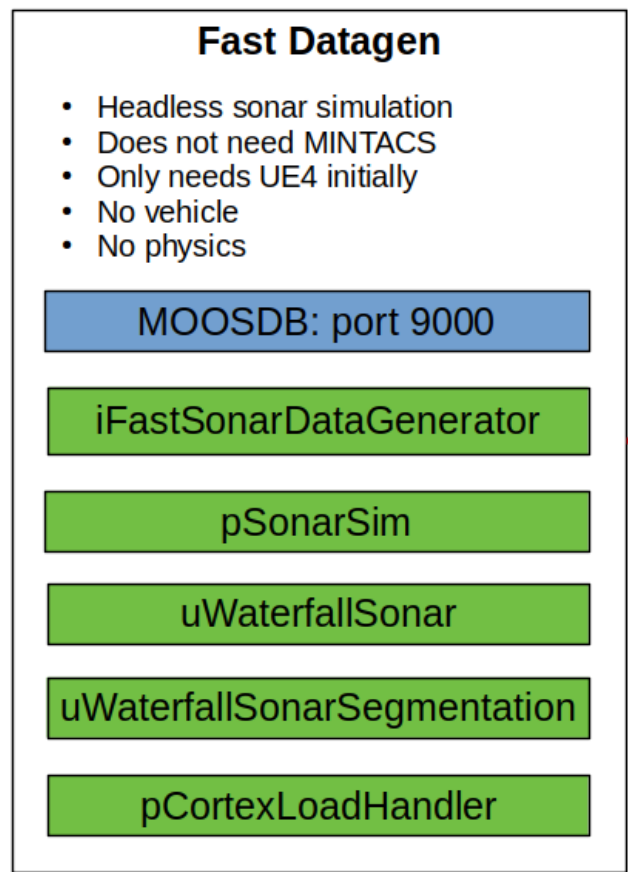 Fast Datagen
• Headless sonar simulation
• Does not need MINTACS
• Only needs UE4 initially
• No vehicle
• No physics
MOOSDB: port 9000
iFastSonarDataGenerator
pSonarSim
uWaterfallSonar
uWaterfallSonarSegmentation
pCortexLoadHandler